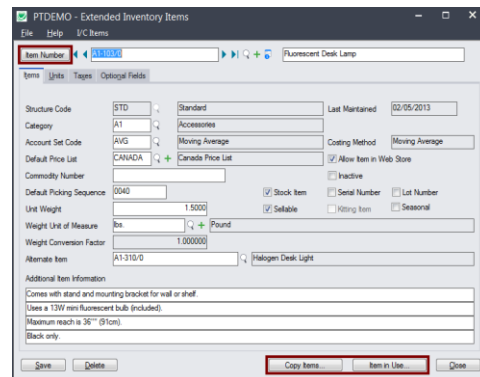 PTDEMO - Extended Inventory Items
File Help I/C Items
Item Number A1-103/0 Fluorescent Desk Lamp
Items Units Taxes Optional Fields
Structure Code STD Standard Last Maintained 02/05/2013
Category A1 Accessories
Account Set Code AVG Moving Average Costing Method Moving Average
Default Price List CANADA Canada Price List Allow Item in Web Store
Commodity Number Inactive
Default Picking Sequence 0040 Stock Item Serial Number Lot Number
Unit Weight 1.5000 Sellable Kitting Item Seasonal
Weight Unit of Measure lbs. Pound
Weight Conversion Factor 1.000000
Alternate Item A1-310/0 Halogen Desk Light
Additional Item Information
Comes with stand and mounting bracket for wall or shelf.
Uses a 13W mini fluorescent bulb (included).
Maximum reach is 36"" (91cm).
Black only.
Save Delete Copy Items... Item in Use... Close